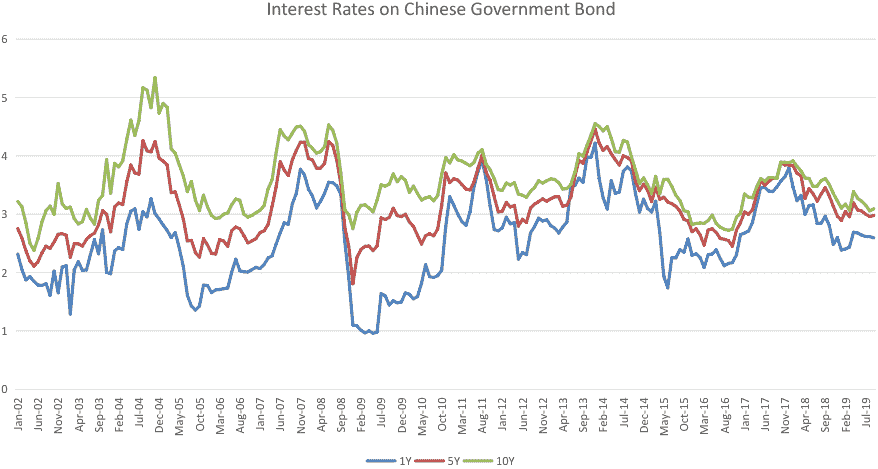 Interest Rates on Chinese Government Bond
6
5
4
3
2
1
0
Jan-02 Jun-02 Nov-02 Apr-03 Sep-03 Feb-04 Jul-04 Dec-04 May-05 Oct-05 Mar-06 Aug-06 Jan-07 Jun-07 Nov-07 Apr-08 Sep-08 Feb-09 Jul-09 Dec-09 May-10 Oct-10 Mar-11 Aug-11 Jan-12 Jun-12 Nov-12 Apr-13 Sep-13 Feb-14 Jul-14 Dec-14 May-15 Oct-15 Mar-16 Aug-16 Jan-17 Jun-17 Nov-17 Apr-18 Sep-18 Feb-19 Jul-19
1Y 5Y 10Y